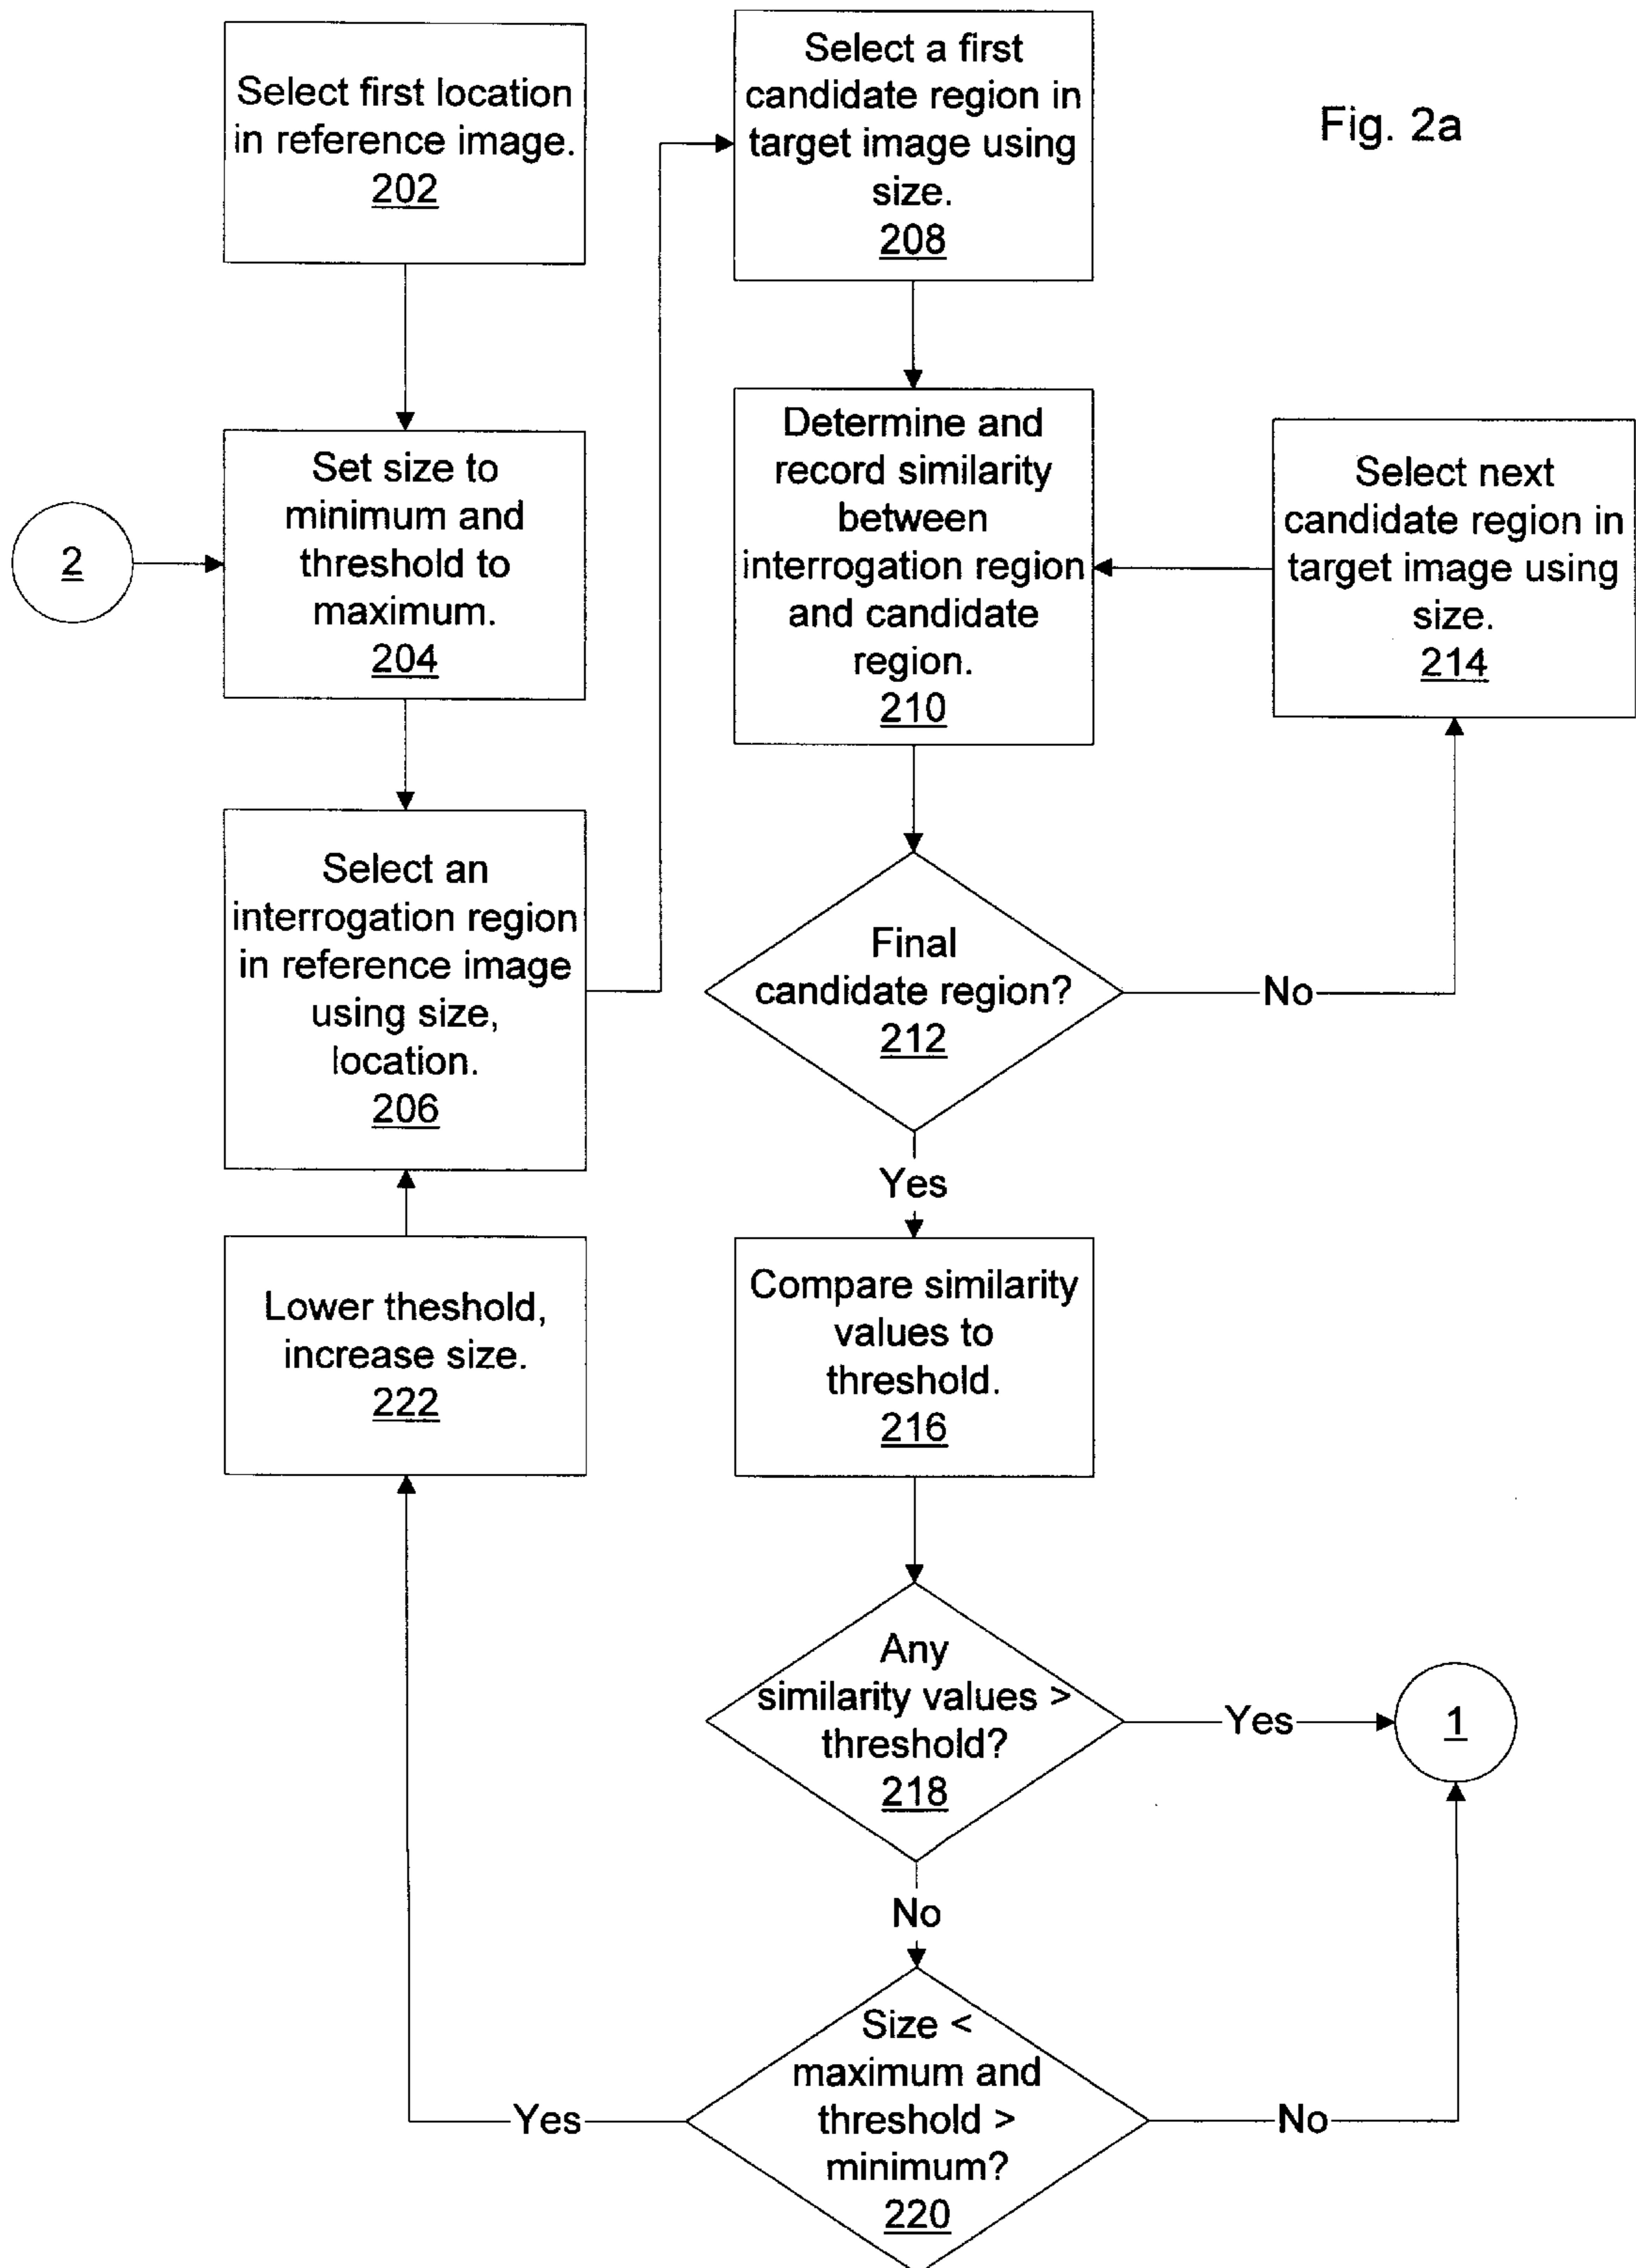 Fig. 2a
Select first location
in reference image.
202
2
Set size to
minimum and
threshold to
maximum.
204
Select an
interrogation region
in reference image
using size,
location.
206
Select a first
candidate region in
target image using
size.
208
Determine and
record similarity
between
interrogation region
and candidate
region.
210
Final
candidate region?
212
No
Select next
candidate region in
target image using
size.
214
Yes
Compare similarity
values to
threshold.
216
Any
similarity values >
threshold?
218
Yes
1
No
Size <
maximum and
threshold >
minimum?
220
No
Yes
Lower theshold,
increase size.
222